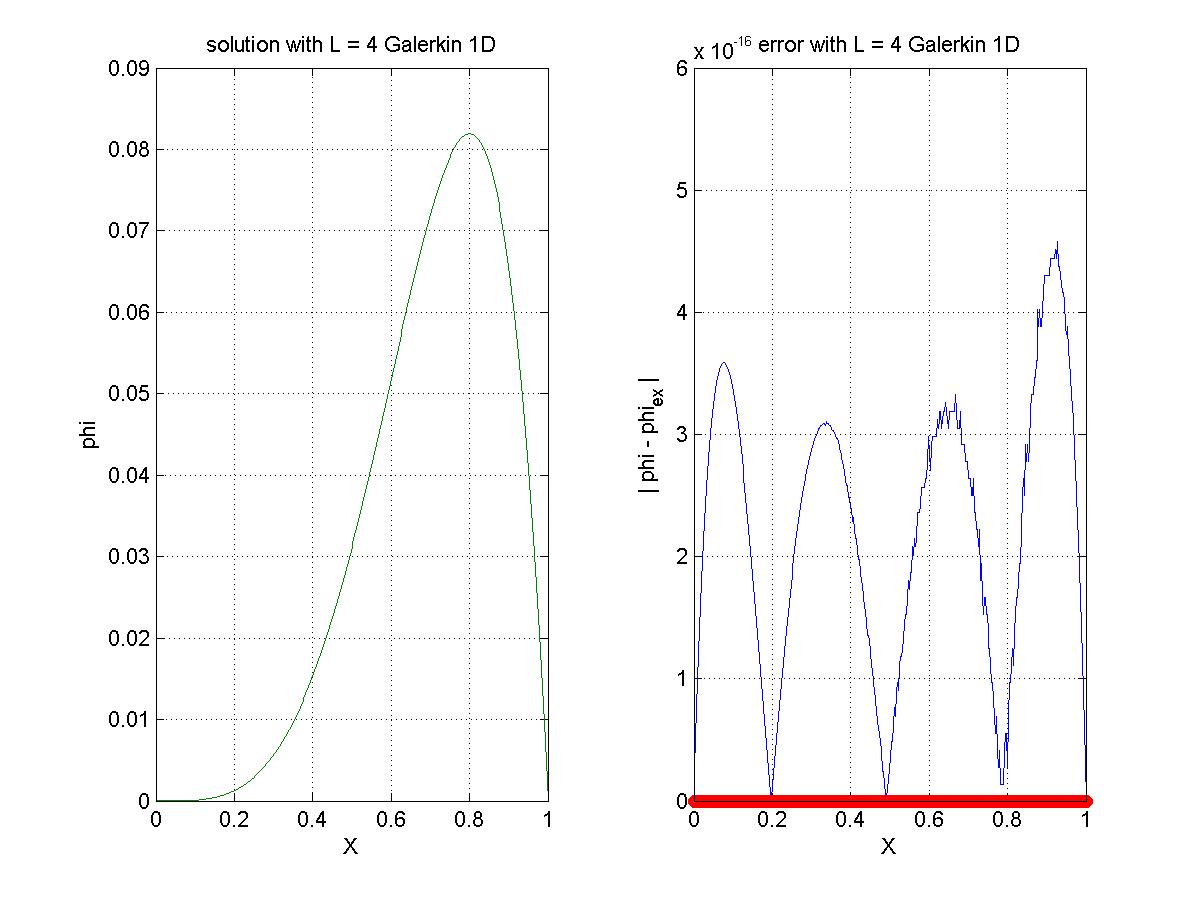 solution with L = 4 Galerkin 1D
0.09
0.08
0.07
0.06
0.05
0.04
0.03
0.02
0.01
0
phi
0 0.2 0.4 0.6 0.8 1
X
x 10^-16 error with L = 4 Galerkin 1D
6
5
4
3
2
1
0
| phi - phi_ex |
0 0.2 0.4 0.6 0.8 1
X